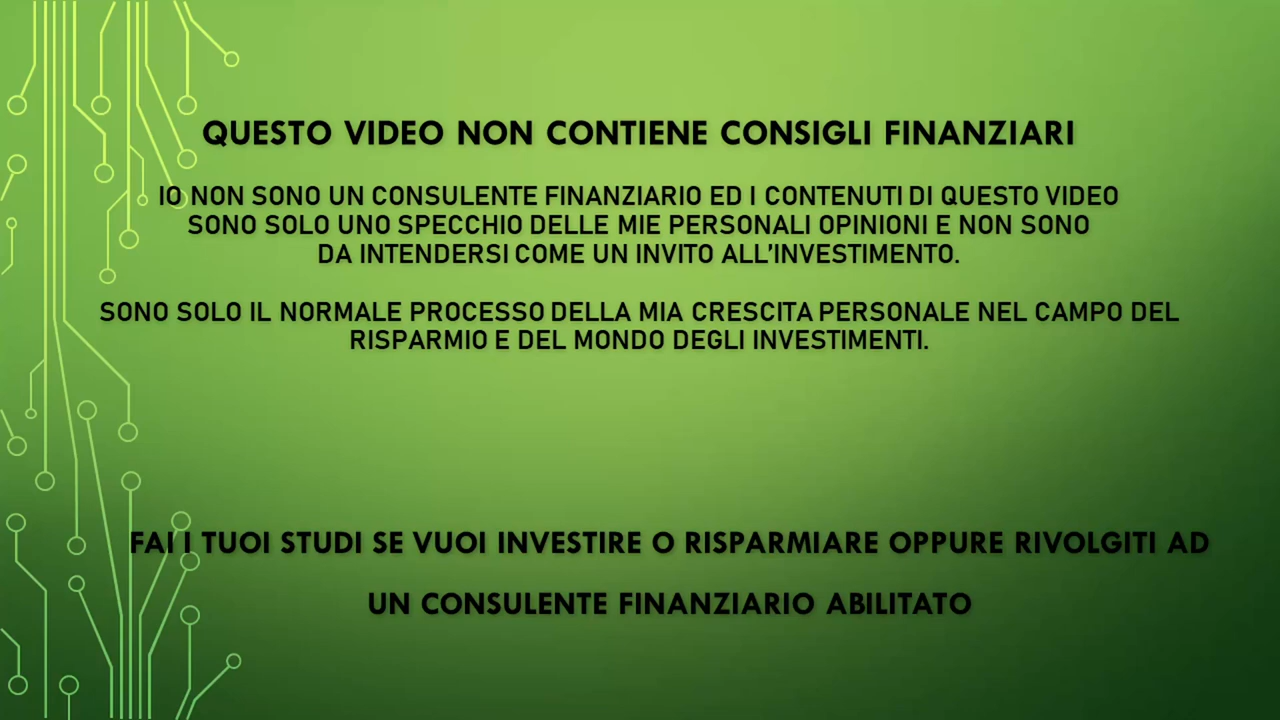 QUESTO VIDEO NON CONTIENE CONSIGLI FINANZIARI
IO NON SONO UN CONSULENTE FINANZIARIO ED I CONTENUTI DI QUESTO VIDEO
SONO SOLO UNO SPECCHIO DELLE MIE PERSONALI OPINIONI E NON SONO
DA INTENDERSI COME UN INVITO ALL'INVESTIMENTO.
SONO SOLO IL NORMALE PROCESSO DELLA MIA CRESCITA PERSONALE NEL CAMPO DEL
RISPARMIO E DEL MONDO DEGLI INVESTIMENTI.
FAI I TUOI STUDI SE VUOI INVESTIRE O RISPARMIARE OPPURE RIVOLGITI AD
UN CONSULENTE FINANZIARIO ABILITATO